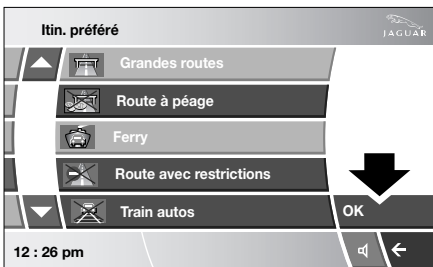 Itin. préféré
JAGUAR
Grandes routes
Route à péage
Ferry
Route avec restrictions
Train autos
OK
12 : 26 pm